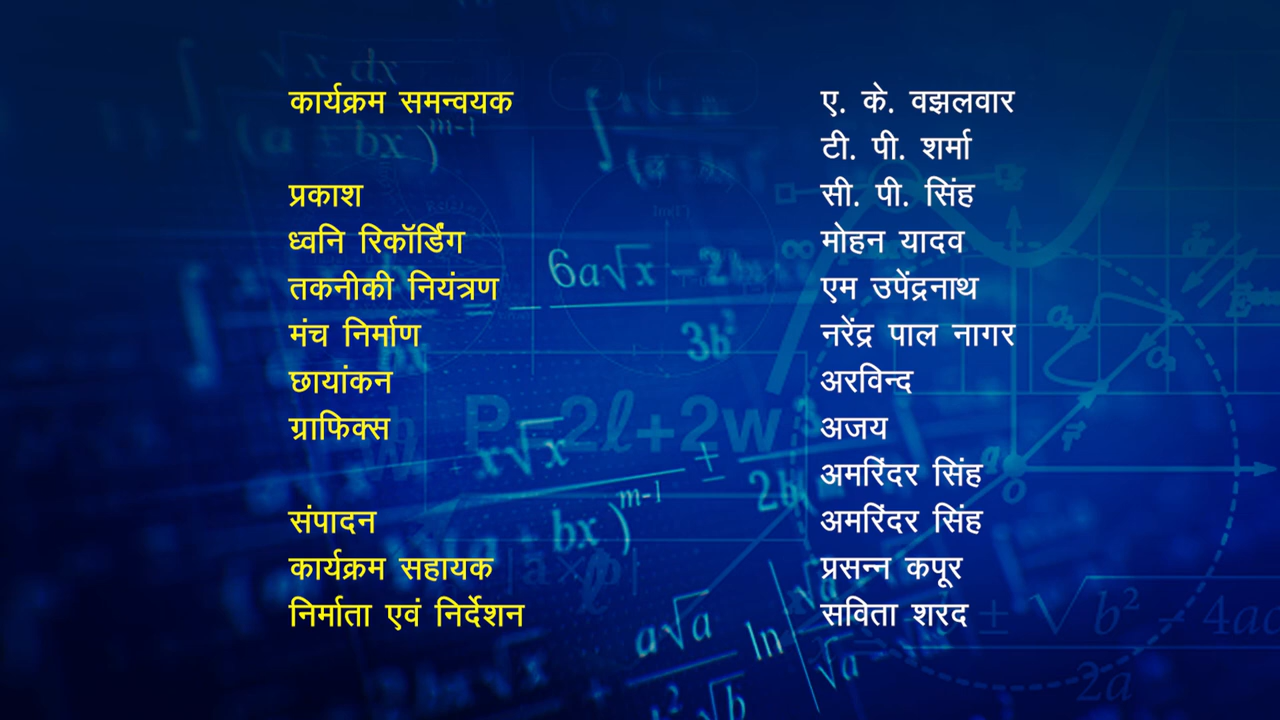 कार्यक्रम समन्वयक ए. के. वझलवार
टी. पी. शर्मा
प्रकाश सी. पी. सिंह
ध्वनि रिकॉर्डिंग मोहन यादव
तकनीकी नियंत्रण एम उपेंद्रनाथ
मंच निर्माण नरेंद्र पाल नागर
छायांकन अरविन्द
ग्राफिक्स अजय
अमरिंदर सिंह
संपादन अमरिंदर सिंह
कार्यक्रम सहायक प्रसन्न कपूर
निर्माता एवं निर्देशन सविता शरद